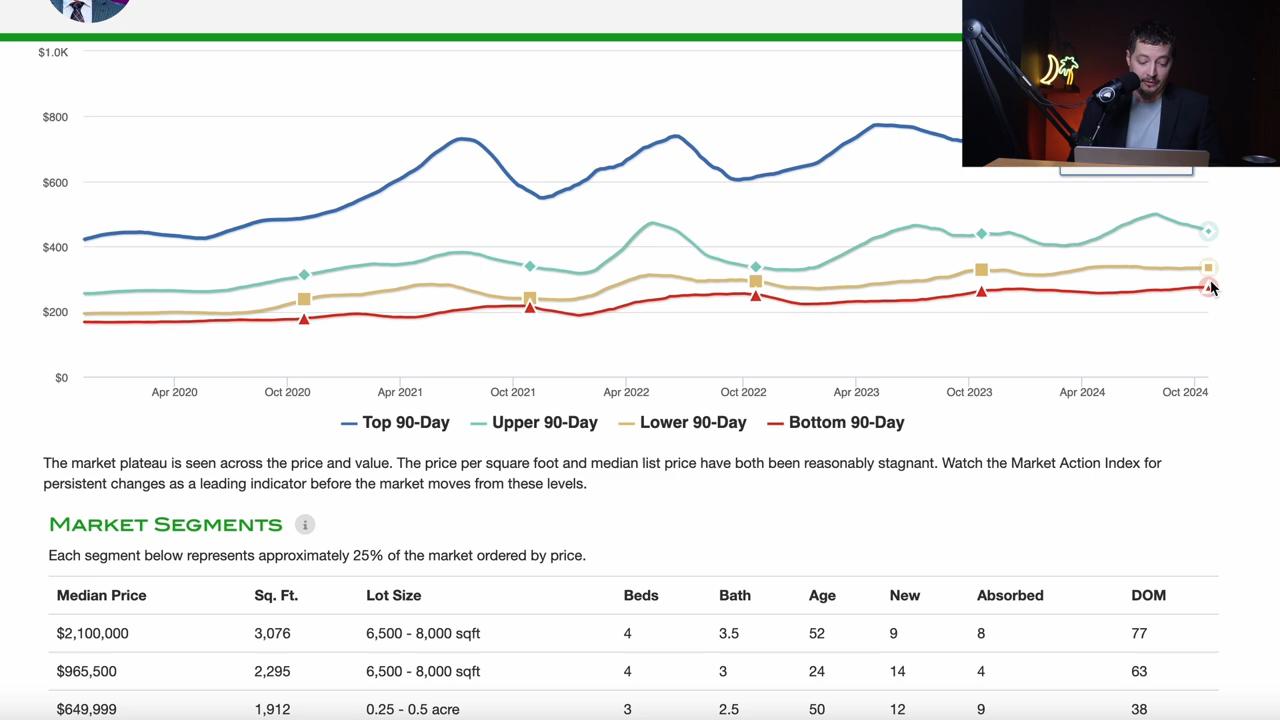 $1.0K
$800
$600
$400
$200
$0
Apr 2020 Oct 2020 Apr 2021 Oct 2021 Apr 2022 Oct 2022 Apr 2023 Oct 2023 Apr 2024 Oct 2024
Top 90-Day Upper 90-Day Lower 90-Day Bottom 90-Day
The market plateau is seen across the price and value. The price per square foot and median list price have both been reasonably stagnant. Watch the Market Action Index for
persistent changes as a leading indicator before the market moves from these levels.
MARKET SEGMENTS i
Each segment below represents approximately 25% of the market ordered by price.
Median Price Sq. Ft. Lot Size Beds Bath Age New Absorbed DOM
$2,100,000 3,076 6,500 - 8,000 sqft 4 3.5 52 9 8 77
$965,500 2,295 6,500 - 8,000 sqft 4 3 24 14 4 63
$649,999 1,912 0.25 - 0.5 acre 3 2.5 50 12 9 38